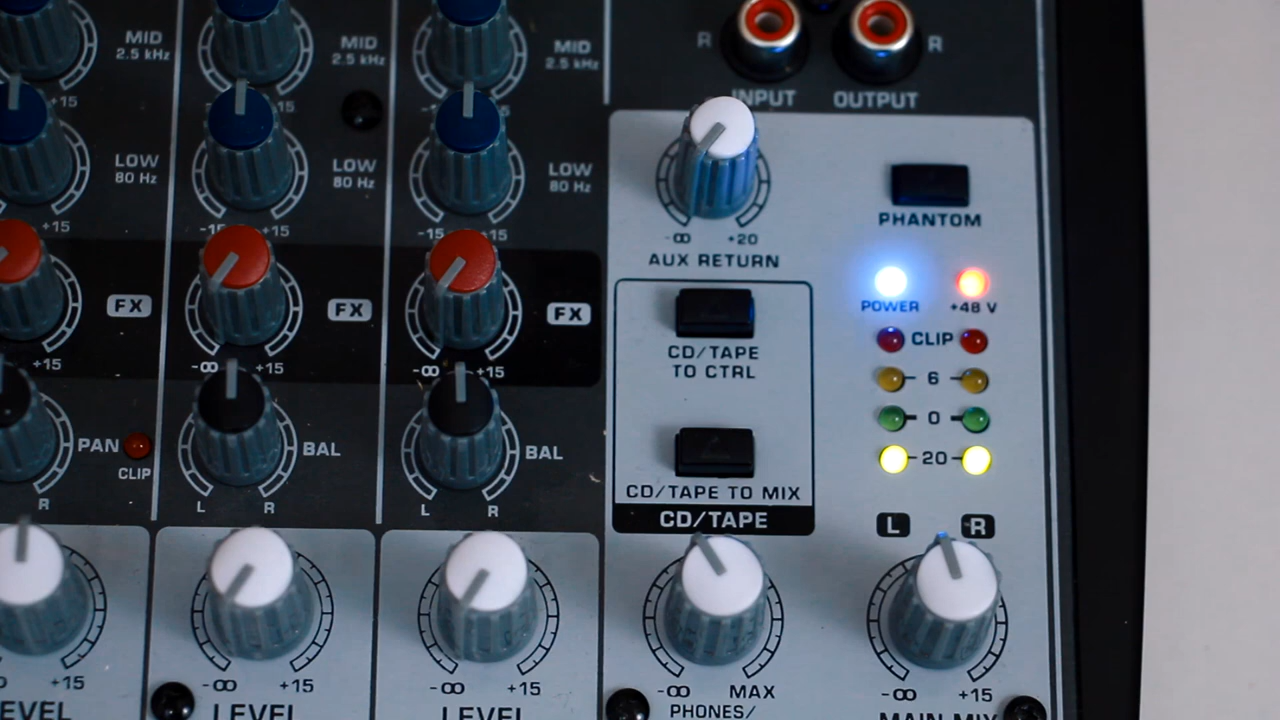 MID
2.5 kHz
MID
2.5 kHz
MID
2.5 kHz
R
R
INPUT
OUTPUT
+15
LOW
80 Hz
LOW
80 Hz
LOW
80 Hz
+15
+15
-15
+15
-∞
+20
AUX RETURN
PHANTOM
POWER
+48 V
FX
FX
FX
CLIP
6
0
20
CD/TAPE
TO CTRL
+15
-∞
+15
-∞
+15
PAN
CLIP
BAL
BAL
R
L
R
L
R
CD/TAPE TO MIX
CD/TAPE
L
R
+15
-∞
+15
-∞
+15
-∞
MAX
-∞
+15
LEVEL
LEVEL
LEVEL
PHONES/
MAIN MIX